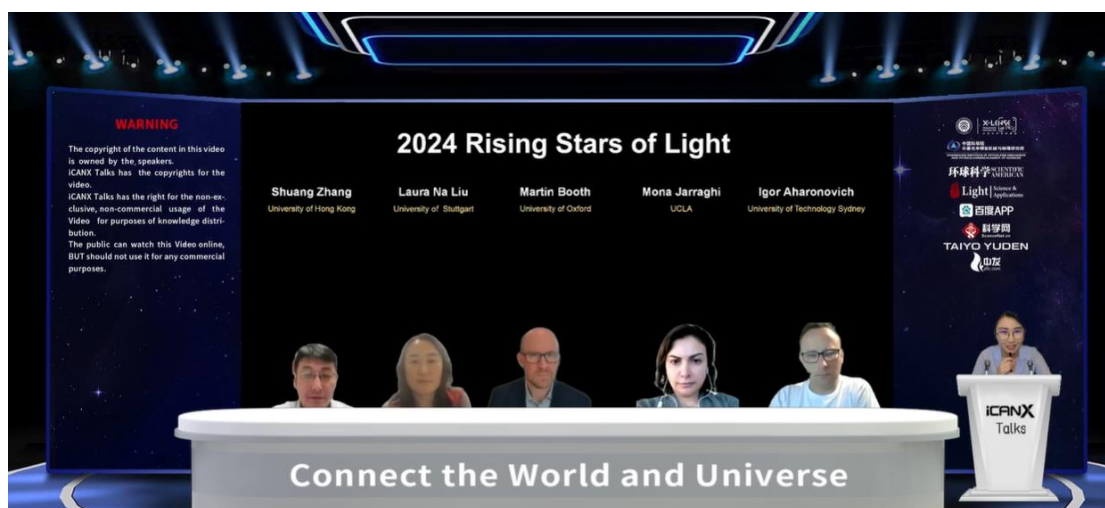 WARNING
The copyright of the content in this video
is owned by the speakers.
iCANX Talks has the copyrights for the
video.
iCANX Talks has the right for the non-ex-
clusive, non-commercial usage of the
Video for purposes of knowledge distri-
bution.
The public can watch this Video online,
BUT should not use it for any commercial
purposes.
2024 Rising Stars of Light
Shuang Zhang
University of Hong Kong
Laura Na Liu
University of Stuttgart
Martin Booth
University of Oxford
Mona Jarraghi
UCLA
Igor Aharonovich
University of Technology Sydney
环球科学 SCIENTIFIC
AMERICAN
Light Science &
Applications
百度APP
科学网
TAIYO YUDEN
iCANX
Talks
Connect the World and Universe